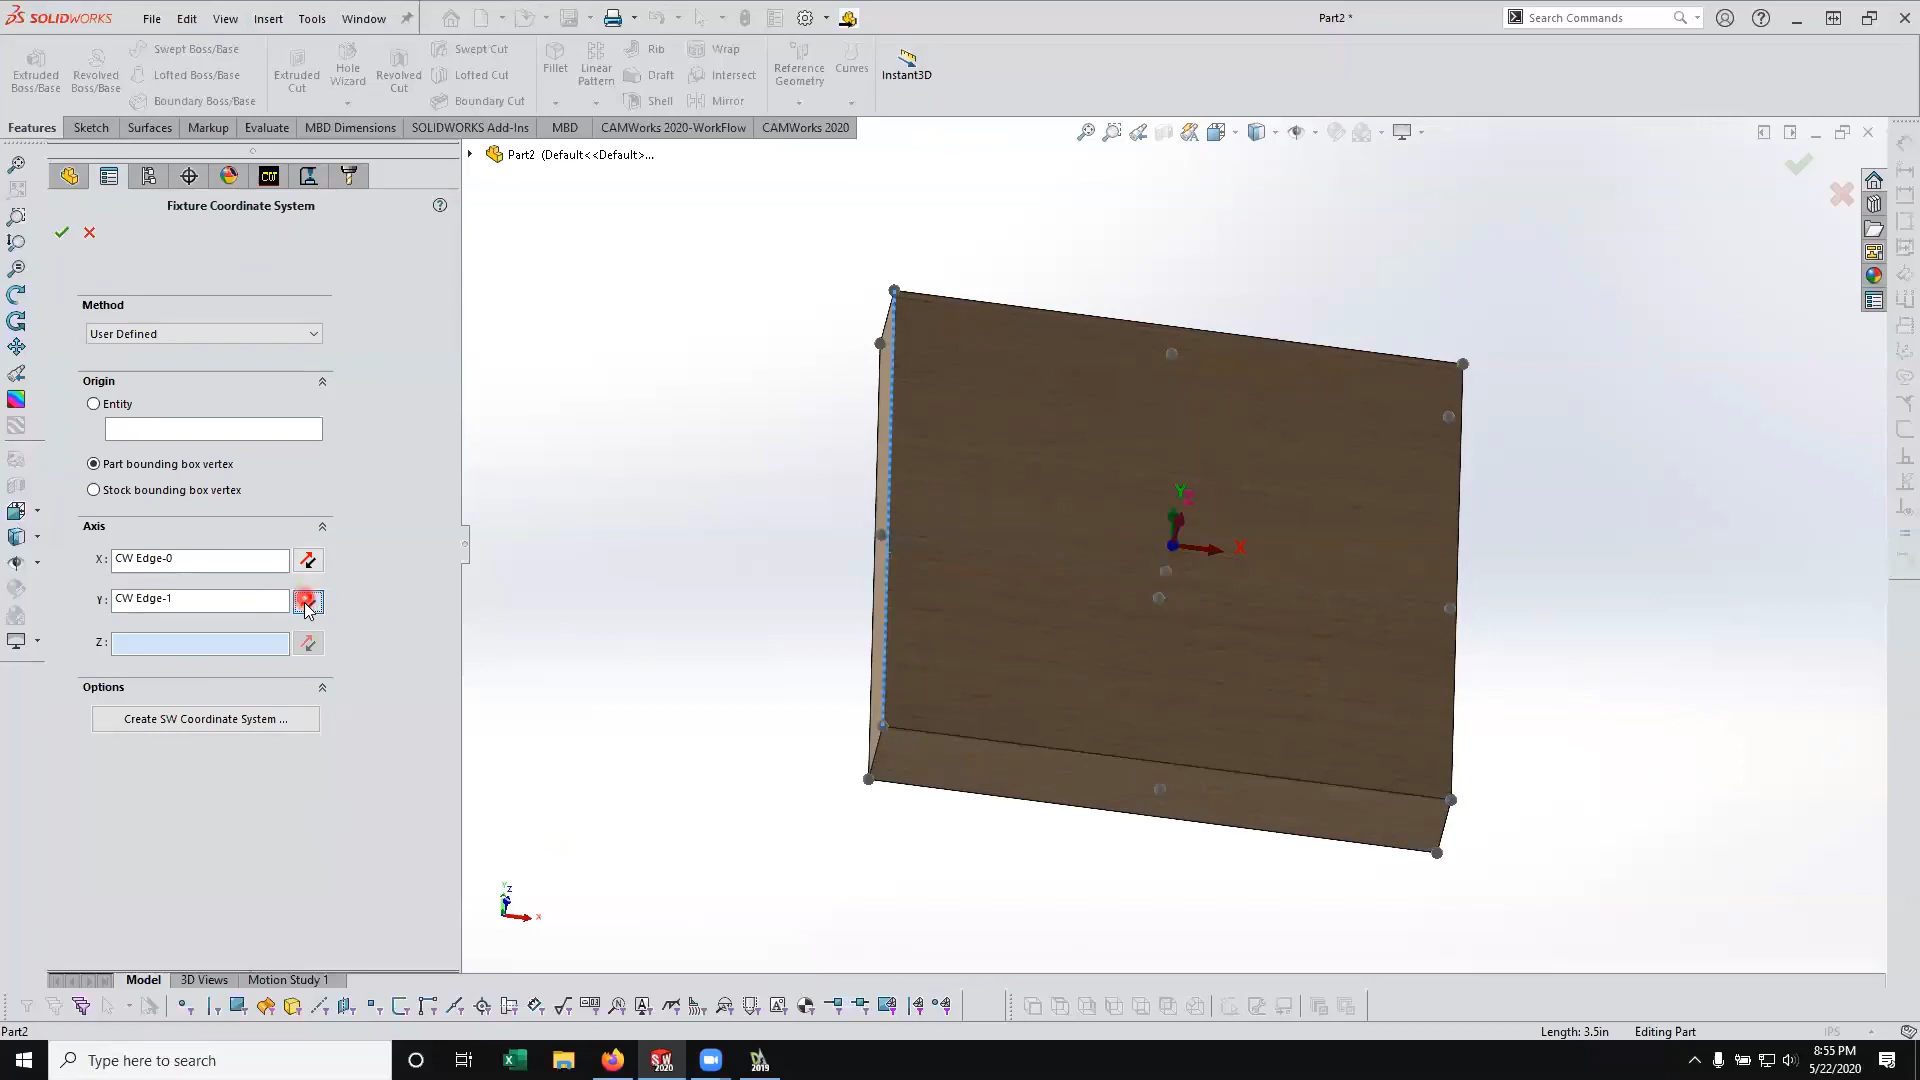 SOLIDWORKS File Edit View Insert Tools Window Part2 * Search Commands
Extruded Boss/Base Revolved Boss/Base Swept Boss/Base Lofted Boss/Base Boundary Boss/Base Extruded Cut Hole Wizard Revolved Cut Swept Cut Lofted Cut Boundary Cut Fillet Linear Pattern Rib Draft Shell Wrap Intersect Mirror Reference Geometry Curves Instant3D
Features Sketch Surfaces Markup Evaluate MBD Dimensions SOLIDWORKS Add-Ins MBD CAMWorks 2020-WorkFlow CAMWorks 2020
Part2 (Default<<Default>...
CW
Fixture Coordinate System
Method
User Defined
Origin
Entity
Part bounding box vertex
Stock bounding box vertex
Axis
X: CW Edge-0
Y: CW Edge-1
Z:
Options
Create SW Coordinate System ...
Y
Z
X
Y
Z
X
Model 3D Views Motion Study 1
Part2 Length: 3.5in Editing Part IPS
Type here to search
SW 2020
2019
8:55 PM
5/22/2020